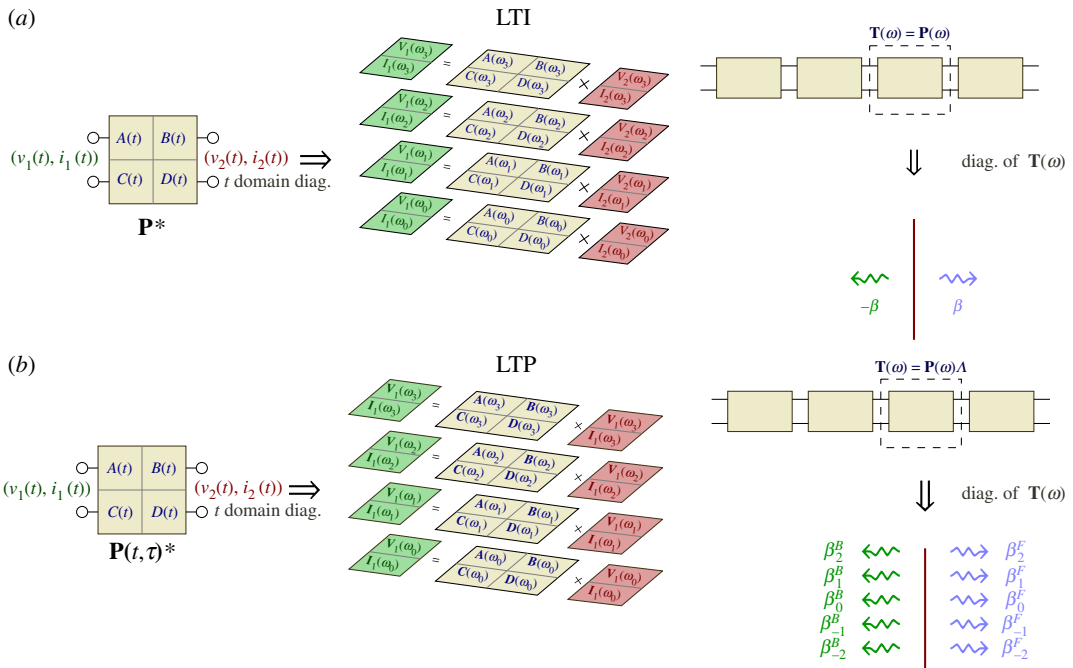 (a)
LTI
T(ω) = P(ω)
V₁(ω₃) = A(ω₃) B(ω₃) × V₂(ω₃)
I₁(ω₃) C(ω₃) D(ω₃) I₂(ω₃)
V₁(ω₂) = A(ω₂) B(ω₂) × V₂(ω₂)
I₁(ω₂) C(ω₂) D(ω₂) I₂(ω₂)
V₁(ω₁) = A(ω₁) B(ω₁) × V₂(ω₁)
I₁(ω₁) C(ω₁) D(ω₁) I₂(ω₁)
V₁(ω₀) = A(ω₀) B(ω₀) × V₂(ω₀)
I₁(ω₀) C(ω₀) D(ω₀) I₂(ω₀)
A(t) B(t)
(v₁(t), i₁(t)) (v₂(t), i₂(t)) ⇒
C(t) D(t) t domain diag.
P*
⇓ diag. of T(ω)
−β β
(b)
LTP
T(ω) = P(ω)Λ
V₁(ω₃) = A(ω₃) B(ω₃) × V₁(ω₃)
I₁(ω₃) C(ω₃) D(ω₃) I₁(ω₃)
V₁(ω₂) = A(ω₂) B(ω₂) × V₁(ω₂)
I₁(ω₂) C(ω₂) D(ω₂) I₁(ω₂)
V₁(ω₁) = A(ω₁) B(ω₁) × V₁(ω₁)
I₁(ω₁) C(ω₁) D(ω₁) I₁(ω₁)
V₁(ω₀) = A(ω₀) B(ω₀) × V₁(ω₀)
I₁(ω₀) C(ω₀) D(ω₀) I₁(ω₀)
A(t) B(t)
(v₁(t), i₁(t)) (v₂(t), i₂(t)) ⇒
C(t) D(t) t domain diag.
P(t, τ)*
⇓ diag. of T(ω)
β₂ᴮ β₂ᶠ
β₁ᴮ β₁ᶠ
β₀ᴮ β₀ᶠ
β₋₁ᴮ β₋₁ᶠ
β₋₂ᴮ β₋₂ᶠ